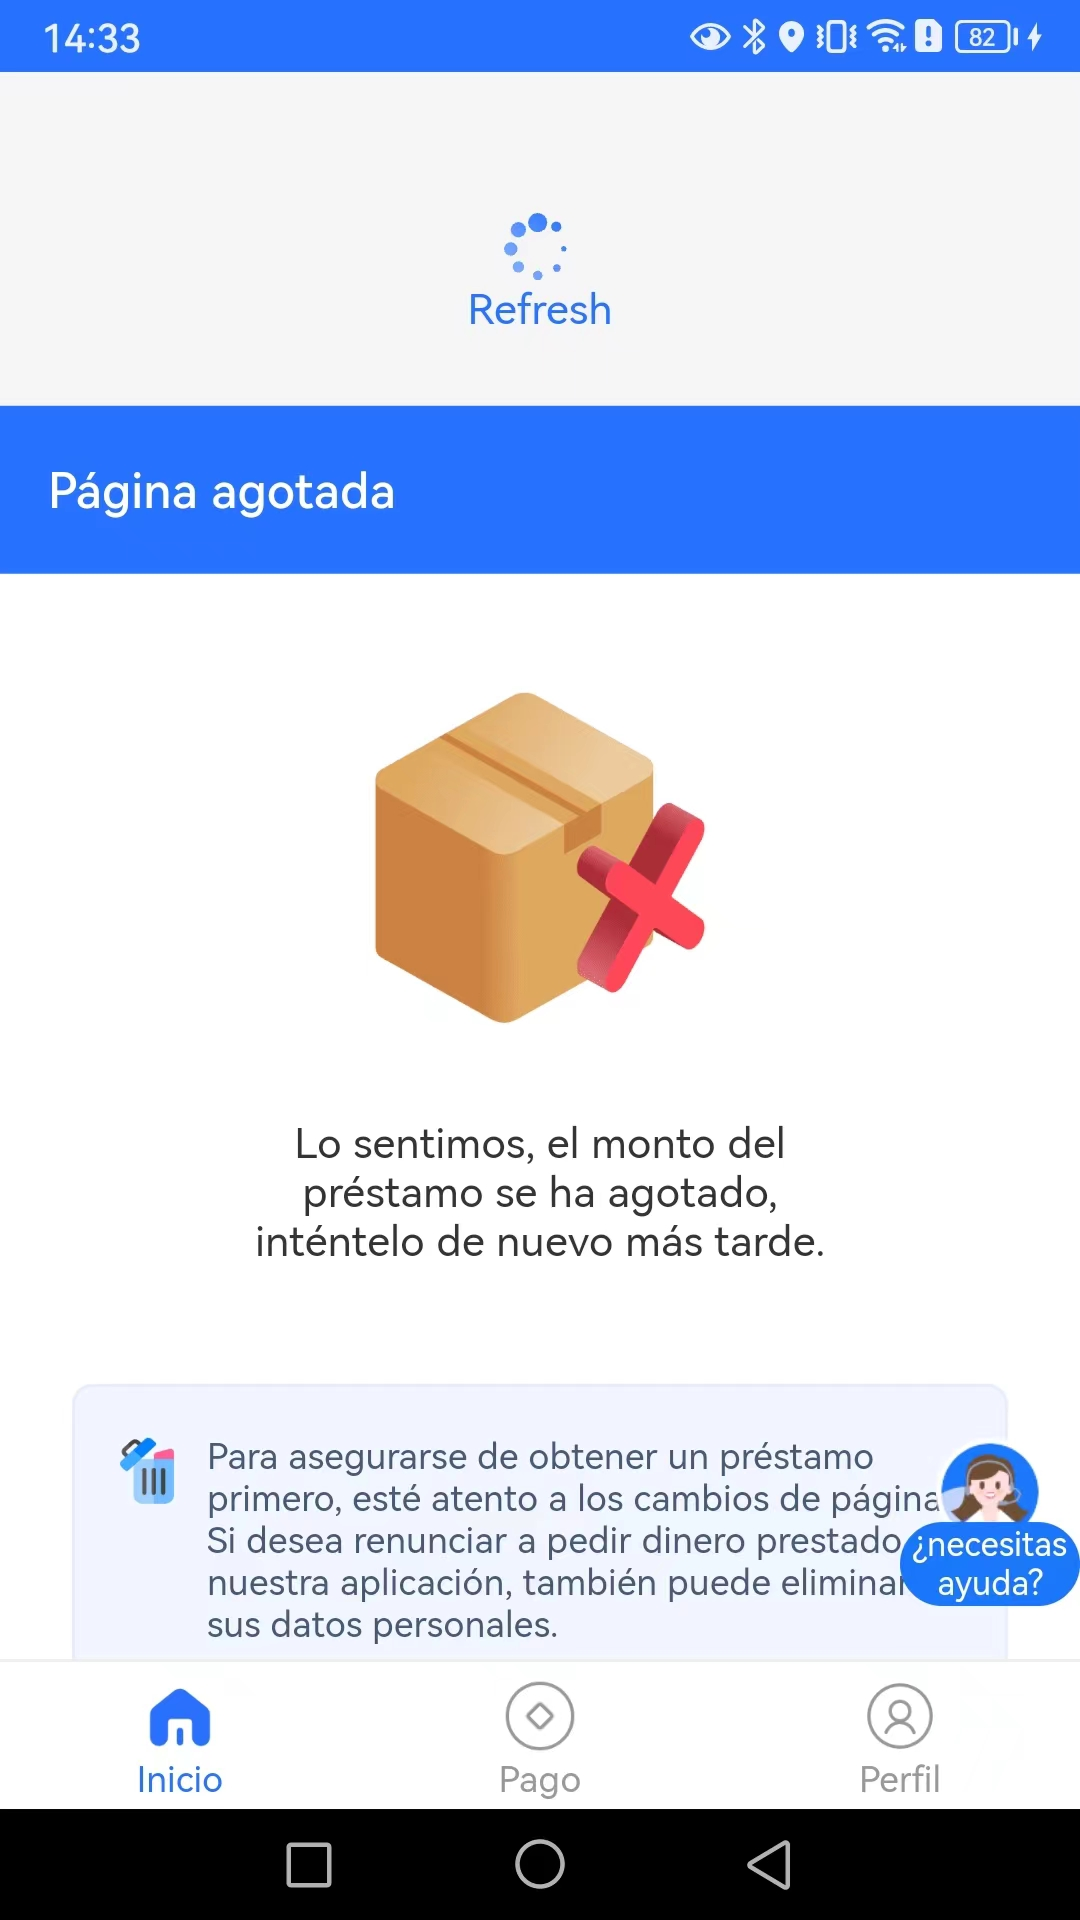 14:33
82
Refresh
Página agotada
Lo sentimos, el monto del
préstamo se ha agotado,
inténtelo de nuevo más tarde.
Para asegurarse de obtener un préstamo
primero, esté atento a los cambios de página
Si desea renunciar a pedir dinero prestado
nuestra aplicación, también puede eliminar
sus datos personales.
¿necesitas
ayuda?
Inicio
Pago
Perfil